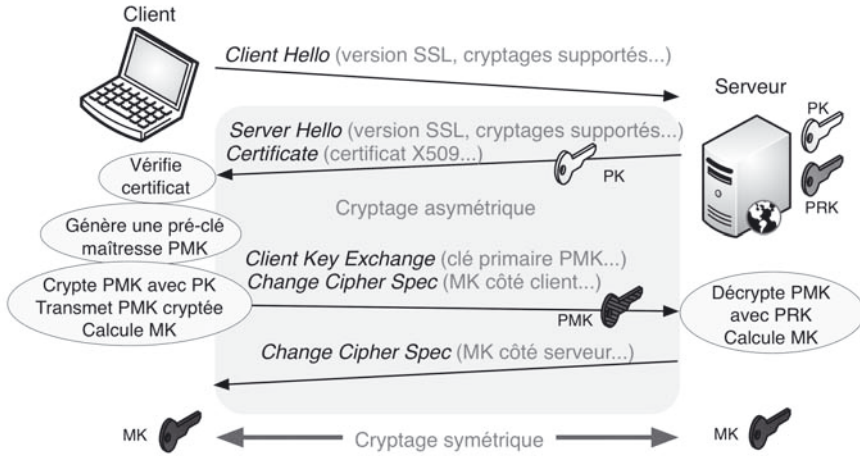 Client
Client Hello (version SSL, cryptages supportés...)
Serveur
PK
Server Hello (version SSL, cryptages supportés...)
Certificate (certificat X509...)
Vérifie
certificat
PK
PRK
Cryptage asymétrique
Génère une pré-clé
maîtresse PMK
Client Key Exchange (clé primaire PMK...)
Change Cipher Spec (MK côté client...)
Crypte PMK avec PK
Transmet PMK cryptée
Calcule MK
PMK
Décrypte PMK
avec PRK
Calcule MK
Change Cipher Spec (MK côté serveur...)
MK
Cryptage symétrique
MK